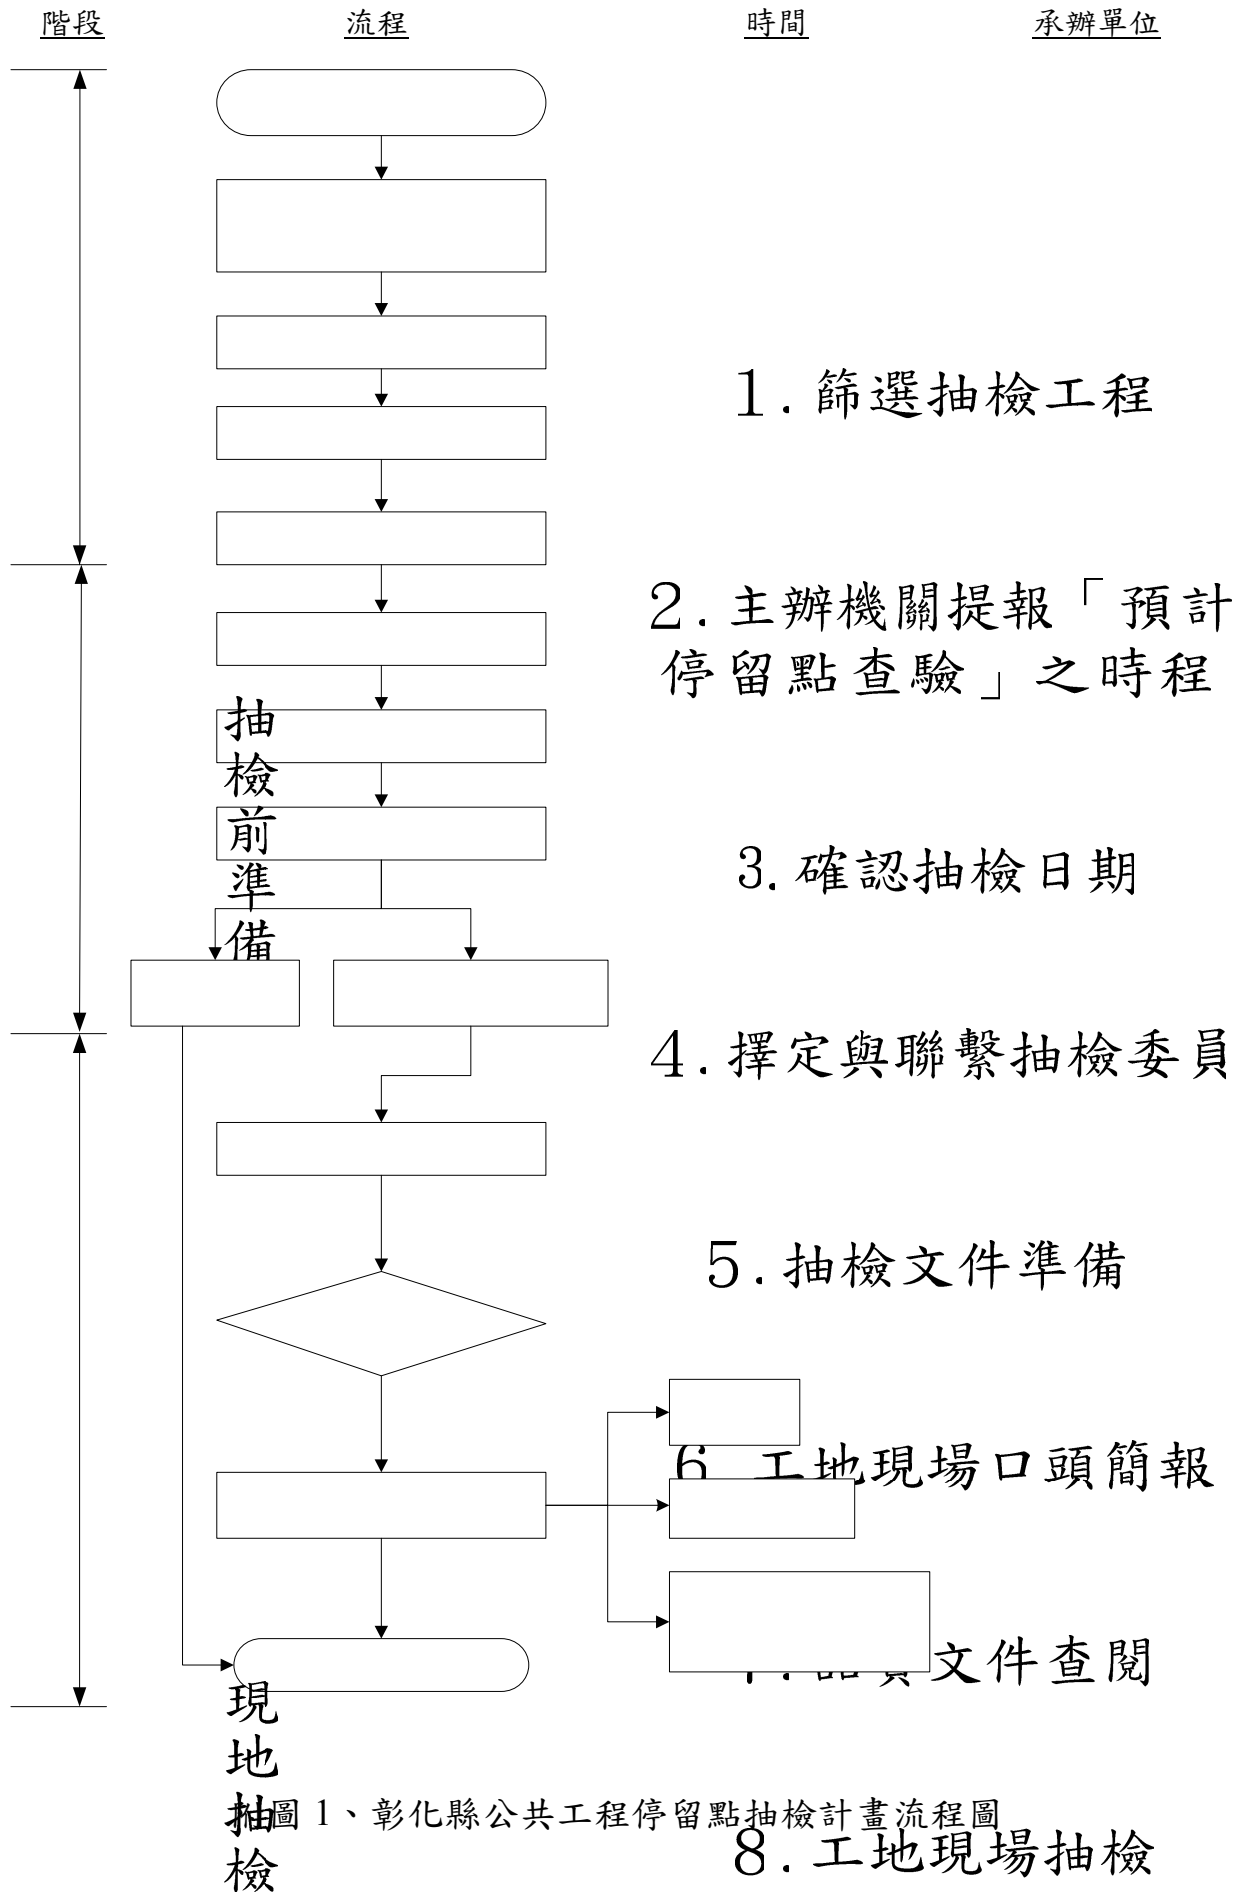 階段 流程 時間 承辦單位
1.篩選抽檢工程
2.主辦機關提報「預計
停留點查驗」之時程
抽檢前準備
3.確認抽檢日期
4.擇定與聯繫抽檢委員
5.抽檢文件準備
6 工地現場口頭簡報
文件查閱
現地抽檢
圖1、彰化縣公共工程停留點抽檢計畫流程圖
8.工地現場抽檢